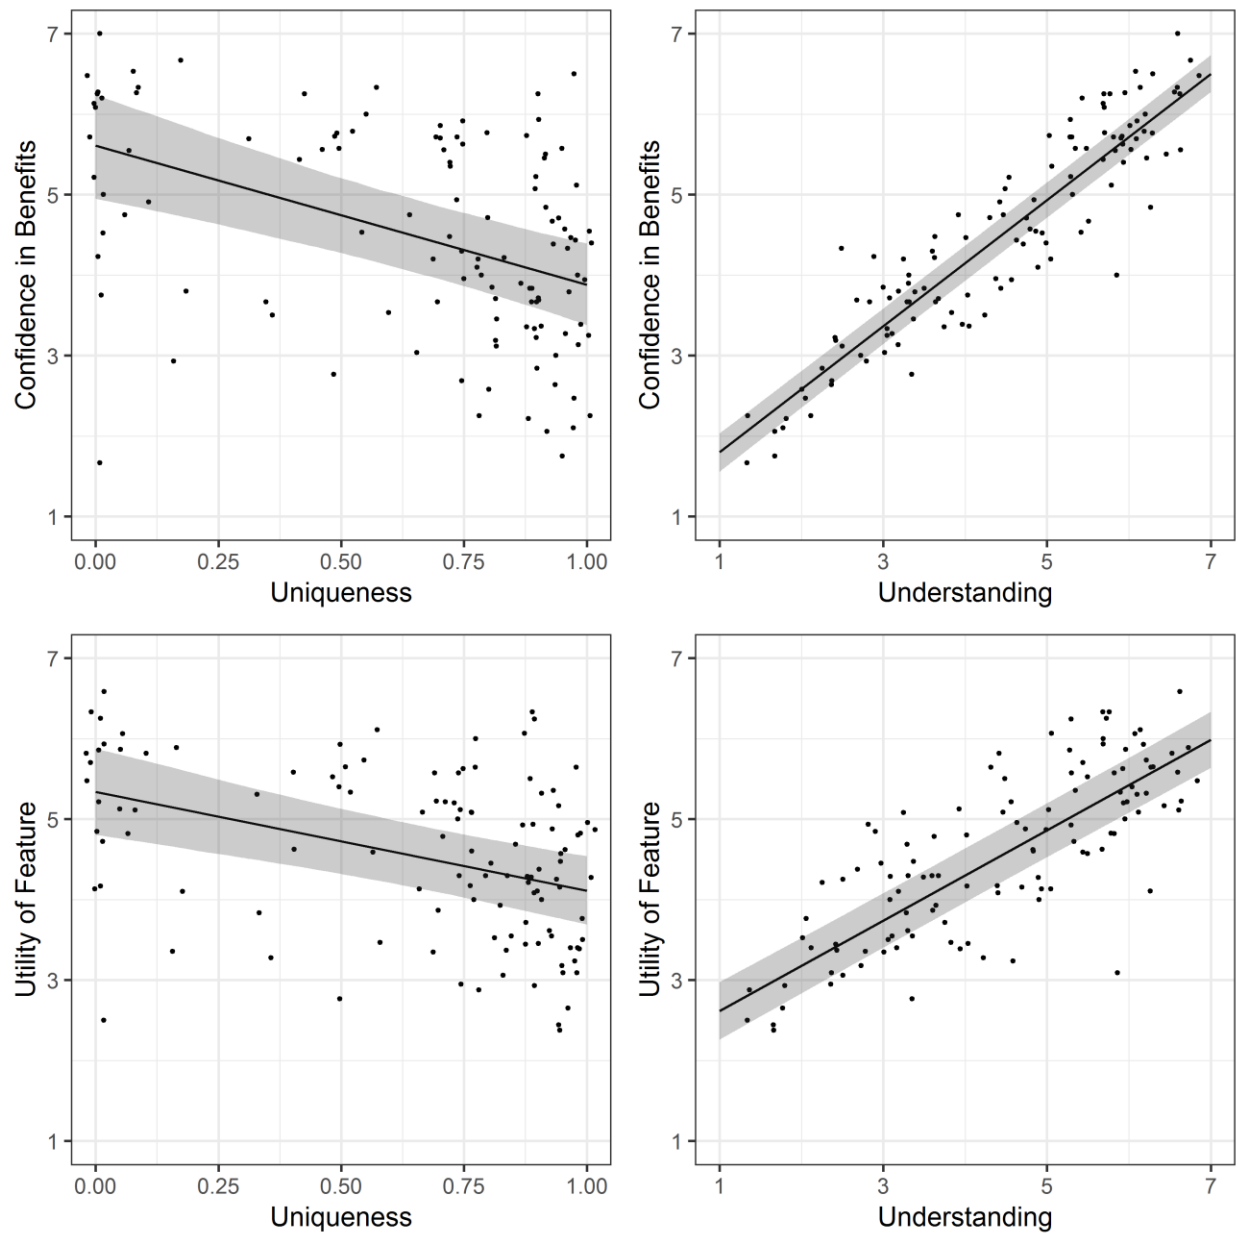 7
5
3
1
Confidence in Benefits
0.00 0.25 0.50 0.75 1.00
Uniqueness
7
5
3
1
Confidence in Benefits
1 3 5 7
Understanding
7
5
3
1
Utility of Feature
0.00 0.25 0.50 0.75 1.00
Uniqueness
7
5
3
1
Utility of Feature
1 3 5 7
Understanding